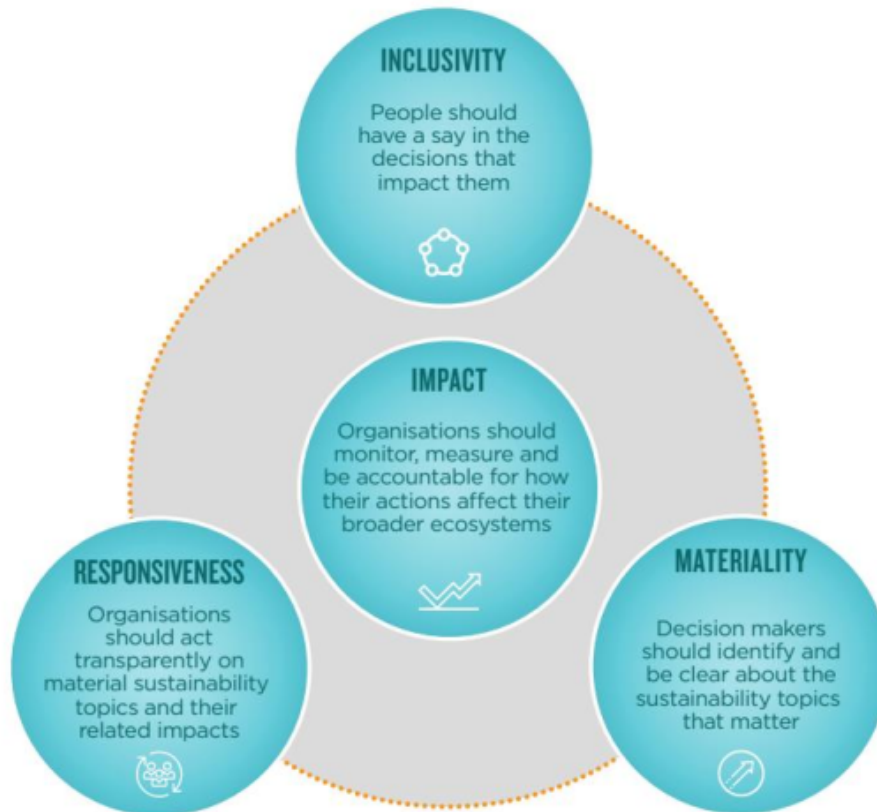 INCLUSIVITY
People should
have a say in the
decisions that
impact them
IMPACT
Organisations should
monitor, measure and
be accountable for how
their actions affect their
broader ecosystems
RESPONSIVENESS
Organisations
should act
transparently on
material sustainability
topics and their
related impacts
MATERIALITY
Decision makers
should identify and
be clear about the
sustainability topics
that matter